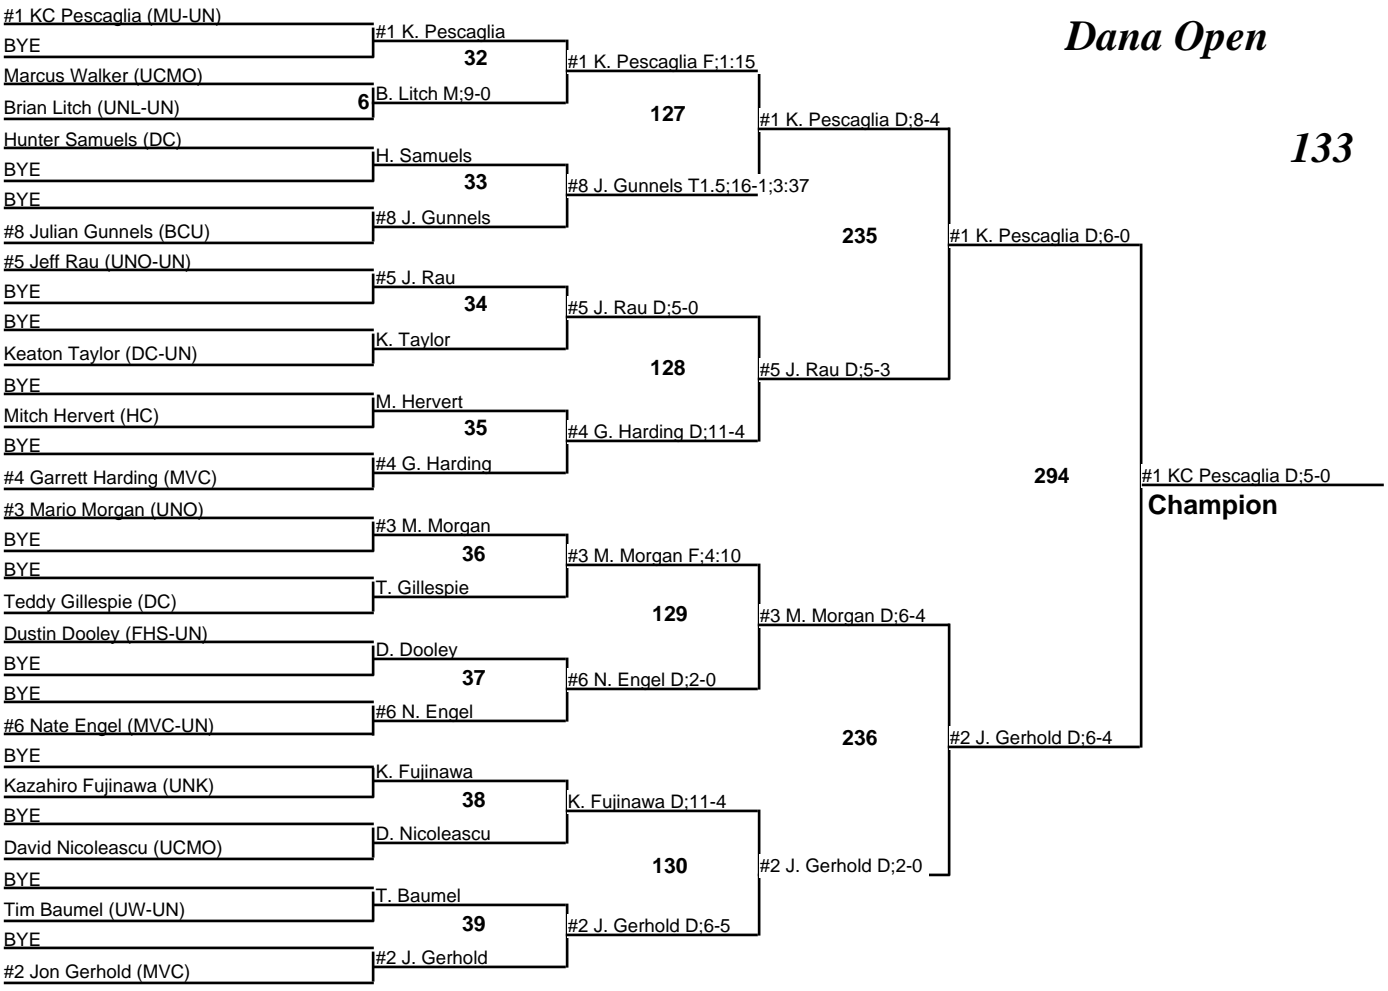 Dana Open
133
#1 KC Pescaglia (MU-UN)
BYE
Marcus Walker (UCMO)
Brian Litch (UNL-UN)
Hunter Samuels (DC)
BYE
BYE
#8 Julian Gunnels (BCU)
#5 Jeff Rau (UNO-UN)
BYE
BYE
Keaton Taylor (DC-UN)
BYE
Mitch Hervert (HC)
BYE
#4 Garrett Harding (MVC)
#3 Mario Morgan (UNO)
BYE
BYE
Teddy Gillespie (DC)
Dustin Dooley (FHS-UN)
BYE
BYE
#6 Nate Engel (MVC-UN)
BYE
Kazahiro Fujinawa (UNK)
BYE
David Nicoleascu (UCMO)
BYE
Tim Baumel (UW-UN)
BYE
#2 Jon Gerhold (MVC)
6
#1 K. Pescaglia
32
B. Litch M;9-0
H. Samuels
33
#8 J. Gunnels
#5 J. Rau
34
K. Taylor
M. Hervert
35
#4 G. Harding
#3 M. Morgan
36
T. Gillespie
D. Dooley
37
#6 N. Engel
K. Fujinawa
38
D. Nicoleascu
T. Baumel
39
#2 J. Gerhold
#1 K. Pescaglia F;1:15
127
#8 J. Gunnels T1.5;16-1;3:37
#5 J. Rau D;5-0
128
#4 G. Harding D;11-4
#3 M. Morgan F;4:10
129
#6 N. Engel D;2-0
K. Fujinawa D;11-4
130
#2 J. Gerhold D;6-5
#1 K. Pescaglia D;8-4
235
#5 J. Rau D;5-3
#3 M. Morgan D;6-4
236
#2 J. Gerhold D;2-0
#1 K. Pescaglia D;6-0
294
#2 J. Gerhold D;6-4
#1 KC Pescaglia D;5-0
Champion